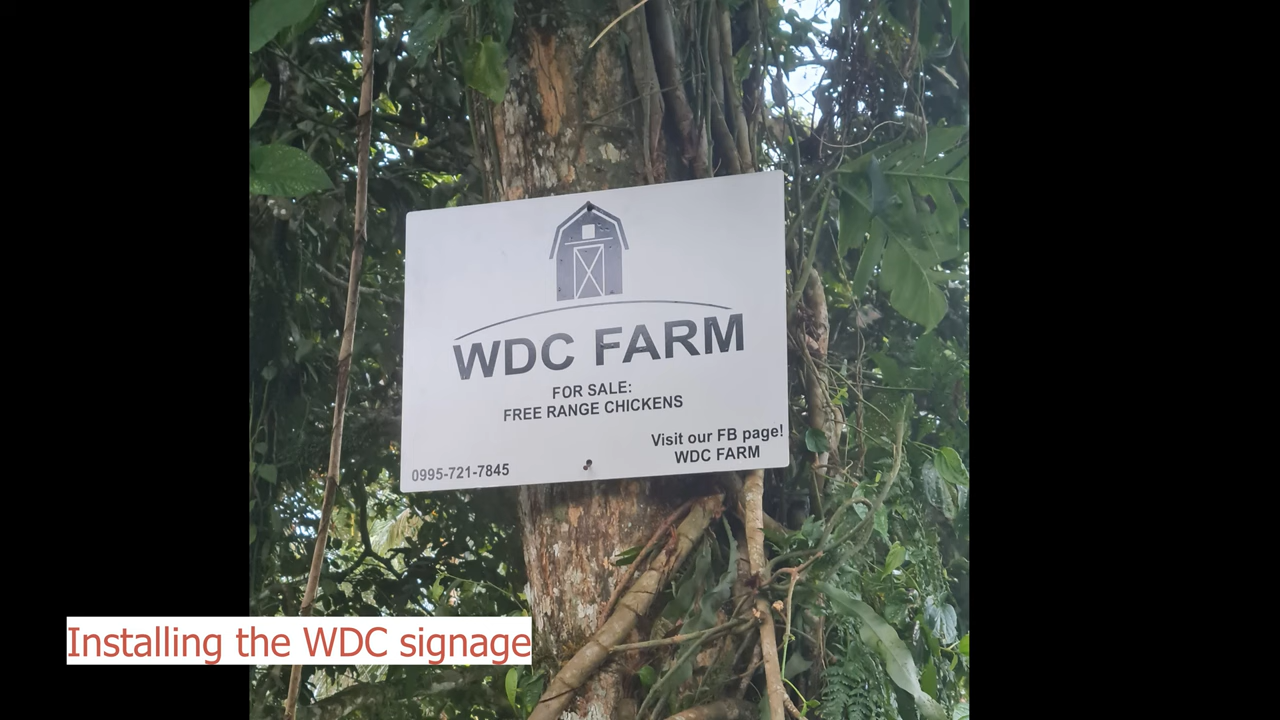 WDC FARM
FOR SALE:
FREE RANGE CHICKENS
Visit our FB page!
WDC FARM
0995-721-7845
Installing the WDC signage